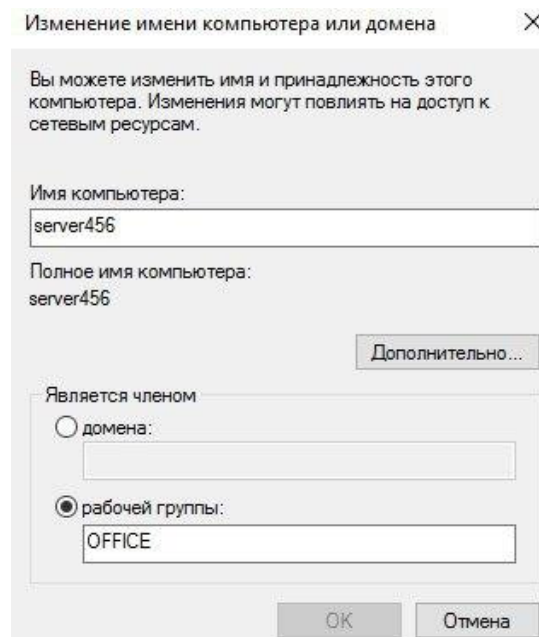 Изменение имени компьютера или домена
Вы можете изменить имя и принадлежность этого
компьютера. Изменения могут повлиять на доступ к
сетевым ресурсам.
Имя компьютера:
server456
Полное имя компьютера:
server456
Дополнительно...
Является членом
домена:
рабочей группы:
OFFICE
OK
Отмена